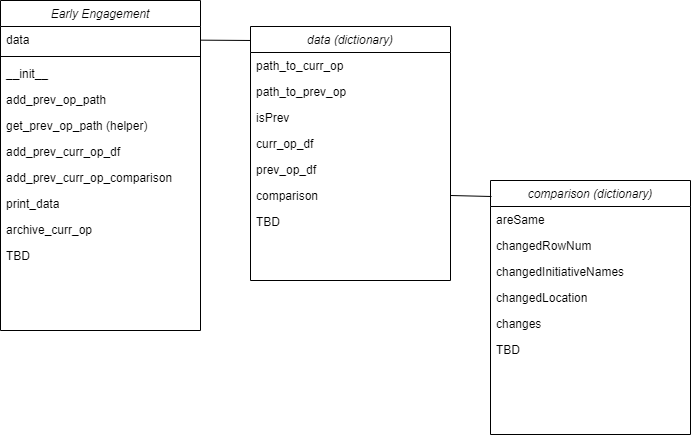 Early Engagement
data
__init__
add_prev_op_path
get_prev_op_path (helper)
add_prev_curr_op_df
add_prev_curr_op_comparison
print_data
archive_curr_op
TBD
data (dictionary)
path_to_curr_op
path_to_prev_op
isPrev
curr_op_df
prev_op_df
comparison
TBD
comparison (dictionary)
areSame
changedRowNum
changedInitiativeNames
changedLocation
changes
TBD